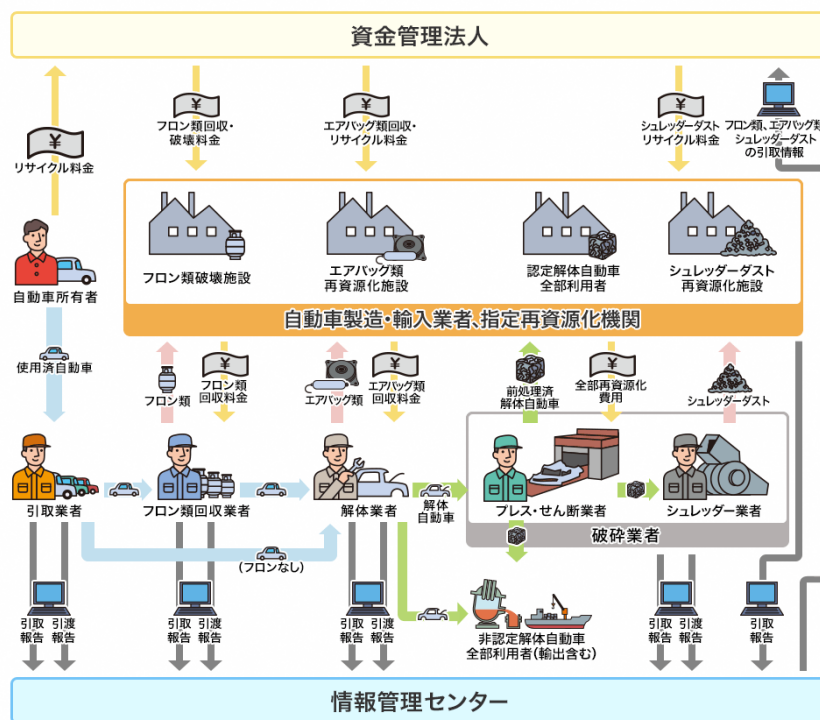 資金管理法人
¥
¥
¥
¥
リサイクル料金
フロン類回収・
破壊料金
エアバッグ類回収・
リサイクル料金
シュレッダーダスト
リサイクル料金
フロン類、エアバッグ類
シュレッダーダスト
の引取情報
自動車所有者
フロン類破壊施設
エアバッグ類
再資源化施設
認定解体自動車
全部利用者
シュレッダーダスト
再資源化施設
自動車製造・輸入業者、指定再資源化機関
使用済自動車
フロン類
¥
フロン類
回収料金
エアバッグ類
¥
エアバッグ類
回収料金
前処理済
解体自動車
¥
全部再資源化
費用
シュレッダーダスト
引取業者
フロン類回収業者
解体業者
解体
自動車
プレス・せん断業者
シュレッダー業者
破砕業者
(フロンなし)
引取
報告
引渡
報告
引取
報告
引渡
報告
引取
報告
引渡
報告
非認定解体自動車
全部利用者(輸出含む)
引取
報告
引渡
報告
引取
報告
情報管理センター